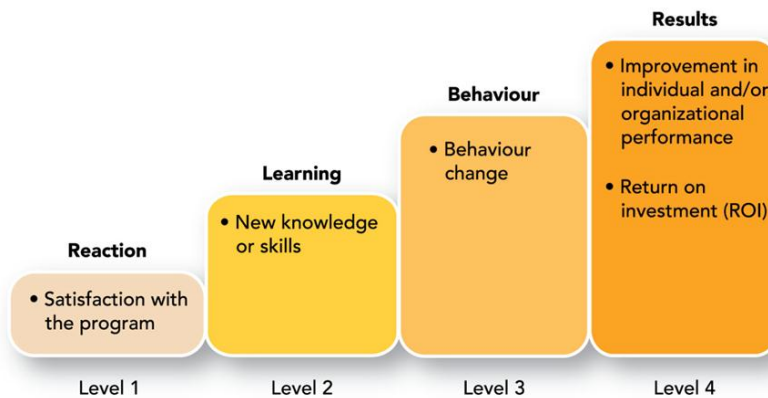 Reaction
• Satisfaction with
the program
Level 1
Learning
• New knowledge
or skills
Level 2
Behaviour
• Behaviour
change
Level 3
Results
• Improvement in
individual and/or
organizational
performance
• Return on
investment (ROI)
Level 4